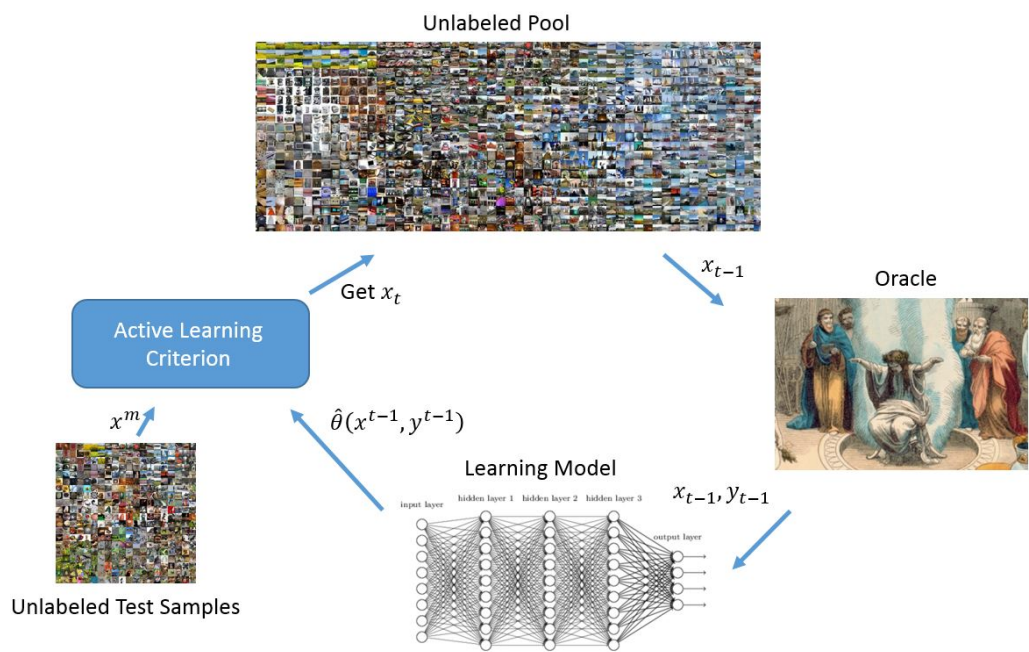 Unlabeled Pool
x_{t−1}
Oracle
Get x_t
Active Learning
Criterion
x^m
θ̂(x^{t−1}, y^{t−1})
Learning Model
x_{t−1}, y_{t−1}
input layer
hidden layer 1
hidden layer 2
hidden layer 3
output layer
Unlabeled Test Samples